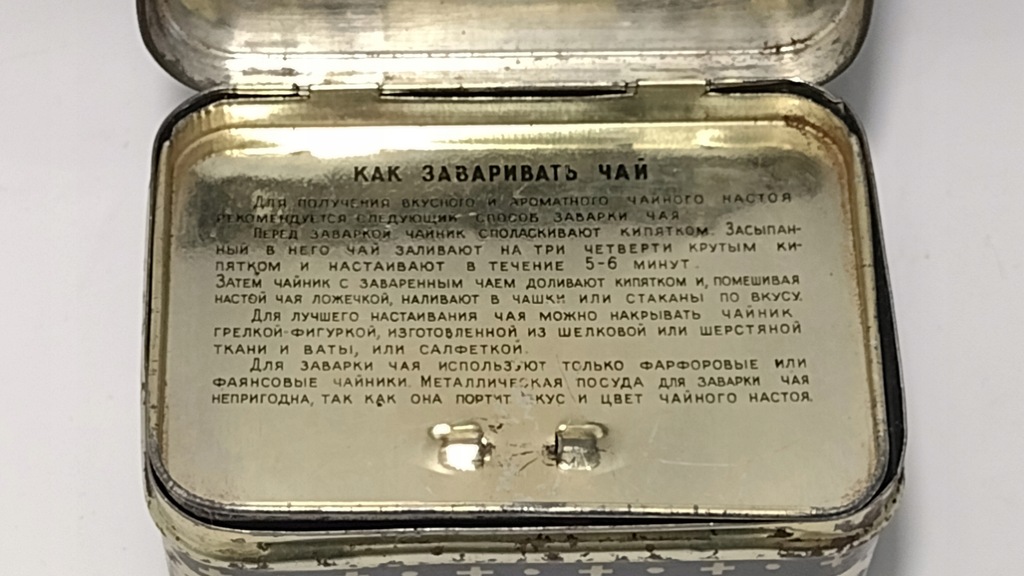 КАК ЗАВАРИВАТЬ ЧАЙ
Для получения вкусного и ароматного чайного настоя
рекомендуется следующий способ заварки чая
Перед заваркой чайник споласкивают кипятком. Засыпан-
ный в него чай заливают на три четверти крутым ки-
пятком и настаивают в течение 5-6 минут.
Затем чайник с заваренным чаем доливают кипятком и, помешивая
настой чая ложечкой, наливают в чашки или стаканы по вкусу.
Для лучшего настаивания чая можно накрывать чайник
грелкой-фигуркой, изготовленной из шелковой или шерстяной
ткани и ваты, или салфеткой.
Для заварки чая используют только фарфоровые или
фаянсовые чайники. Металлическая посуда для заварки чая
непригодна, так как она портит вкус и цвет чайного настоя.